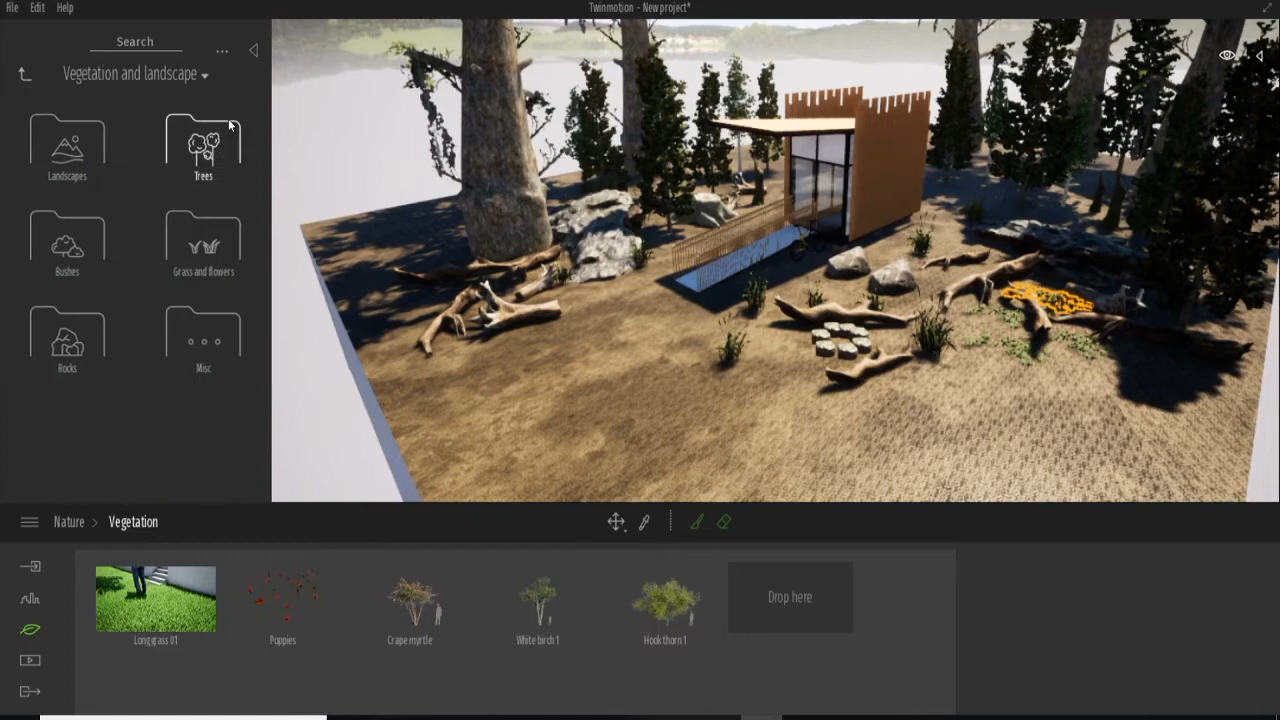 File Edit Help
Twinmotion - New project*
Search
...
Vegetation and landscape
Landscapes
Trees
Bushes
Grass and flowers
Rocks
Misc
Nature > Vegetation
Longgrass 01
Poppies
Crape myrtle
White birch 1
Hook thorn 1
Drop here